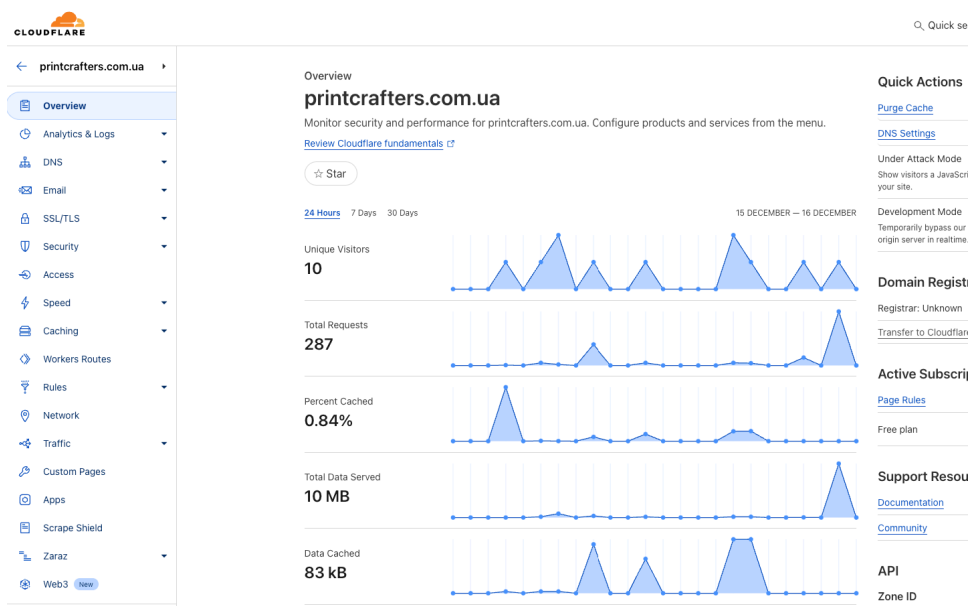 CLOUDFLARE
Quick se
printcrafters.com.ua
Overview
Analytics & Logs
DNS
Email
SSL/TLS
Security
Access
Speed
Caching
Workers Routes
Rules
Network
Traffic
Custom Pages
Apps
Scrape Shield
Zaraz
Web3 New
Overview
printcrafters.com.ua
Monitor security and performance for printcrafters.com.ua. Configure products and services from the menu.
Review Cloudflare fundamentals
Star
24 Hours 7 Days 30 Days
15 DECEMBER — 16 DECEMBER
Unique Visitors
10
Total Requests
287
Percent Cached
0.84%
Total Data Served
10 MB
Data Cached
83 kB
Quick Actions
Purge Cache
DNS Settings
Under Attack Mode
Show visitors a JavaScri
your site.
Development Mode
Temporarily bypass our
origin server in realtime.
Domain Registr
Registrar: Unknown
Transfer to Cloudflare
Active Subscrip
Page Rules
Free plan
Support Resou
Documentation
Community
API
Zone ID